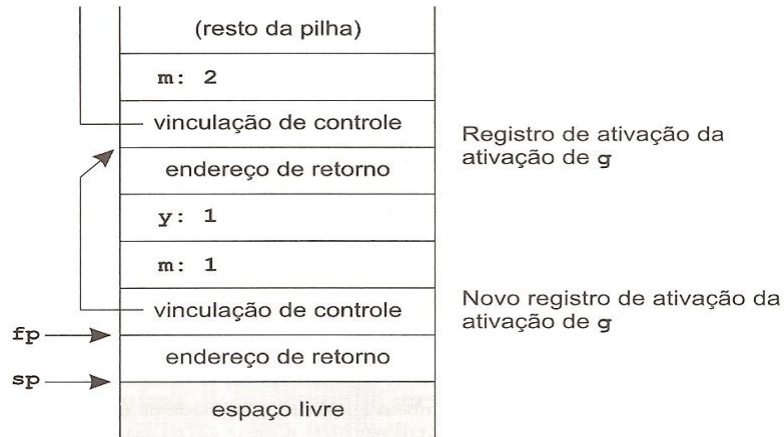 (resto da pilha)
m: 2
vinculação de controle
endereço de retorno
Registro de ativação da
ativação de g
y: 1
m: 1
vinculação de controle
endereço de retorno
Novo registro de ativação da
ativação de g
fp
sp
espaço livre